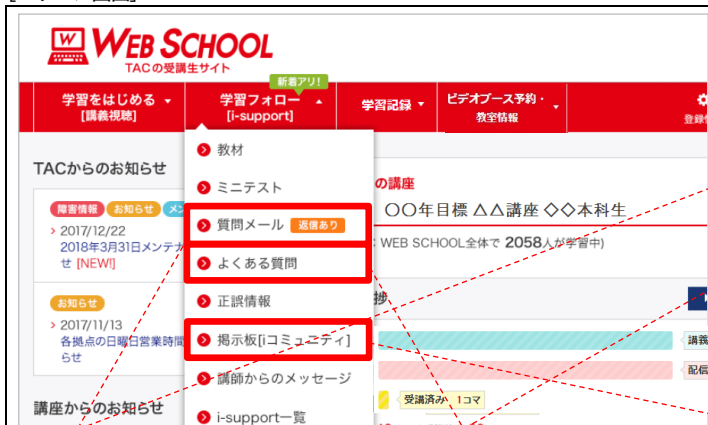 WEB SCHOOL
TACの受講生サイト
新着アリ!
学習をはじめる
[講義視聴]
学習フォロー
[i-support]
学習記録
ビデオブース予約・
教室情報
TACからのお知らせ
障害情報 お知らせ
2017/12/22
2018年3月31日メンテナ
せ [NEW!]
お知らせ
2017/11/13
各拠点の日曜日営業時間
らせ
講座からのお知らせ
教材
ミニテスト
質問メール 返信あり
よくある質問
正誤情報
掲示板[iコミュニティ]
講師からのメッセージ
i-support一覧
の講座
〇〇年目標 △△講座 ◇◇本科生
WEB SCHOOL全体で 2058人が学習中)
捗
講義
配信
受講済み 1コマ